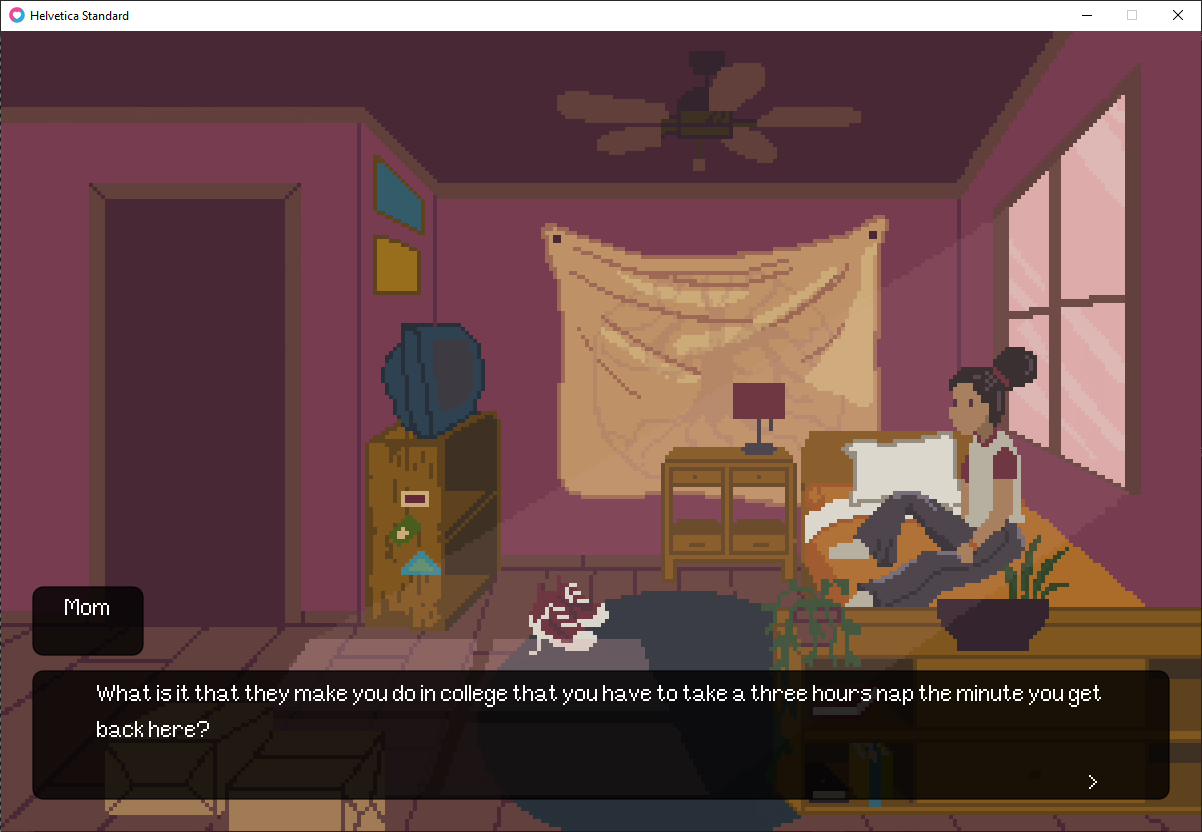 Helvetica Standard
Mom
What is it that they make you do in college that you have to take a three hours nap the minute you get
back here?